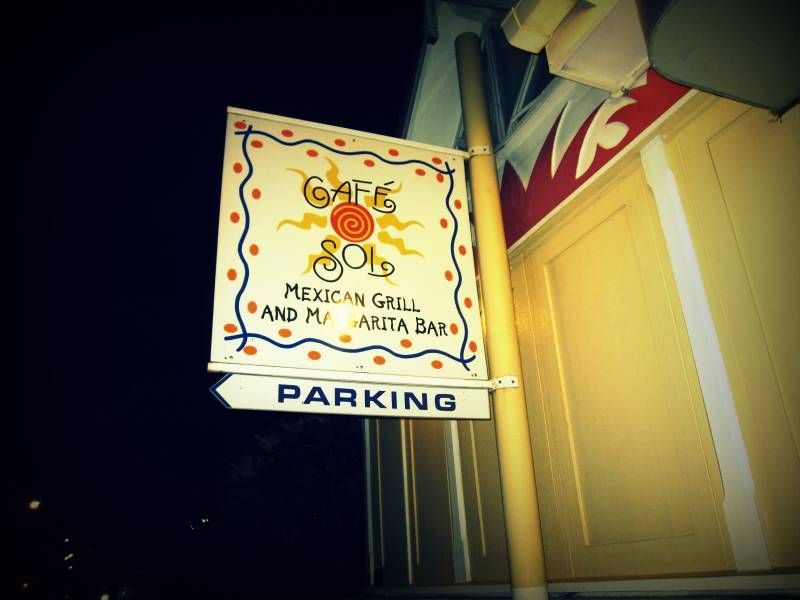 CAFÉ
SOL
MEXICAN GRILL
AND MARGARITA BAR
PARKING